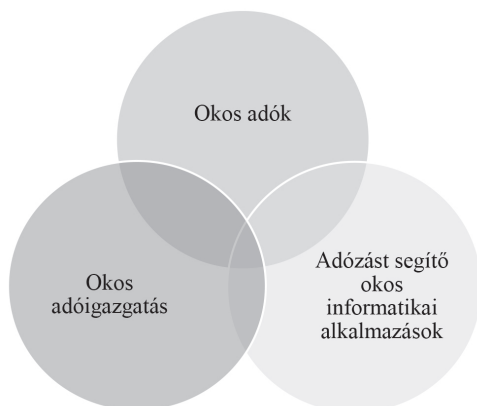 Okos adók
Okos
adóigazgatás
Adózást segítő
okos
informatikai
alkalmazások